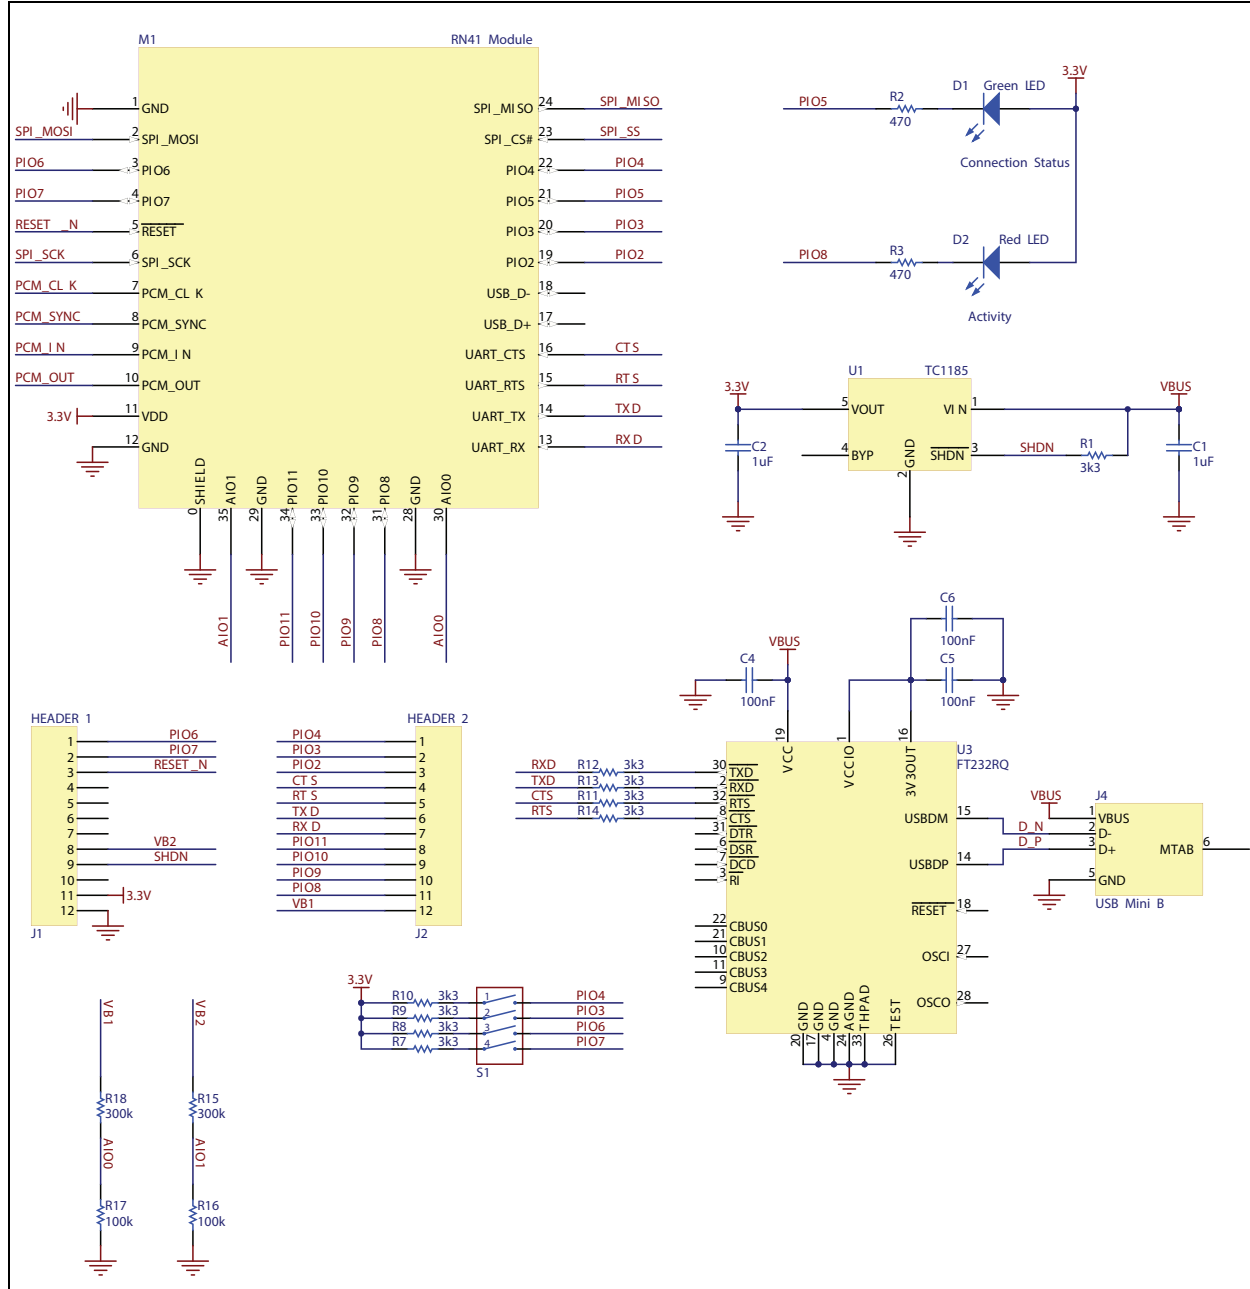 M1 RN41 Module
1 GND
SPI_MOSI 2 SPI_MOSI
PIO6 3 PIO6
PIO7 4 PIO7
RESET _N 5 RESET
SPI_SCK 6 SPI_SCK
PCM_CL K 7 PCM_CL K
PCM_SYNC 8 PCM_SYNC
PCM_I N 9 PCM_I N
PCM_OUT 10 PCM_OUT
3.3V 11 VDD
12 GND
SPI_MISO 24 SPI_MISO
SPI_CS# 23 SPI_SS
PIO4 22 PIO4
PIO5 21 PIO5
PIO3 20 PIO3
PIO2 19 PIO2
USB_D- 18
USB_D+ 17
UART_CTS 16 CTS
UART_RTS 15 RTS
UART_TX 14 TXD
UART_RX 13 RXD
0 SHIELD
35 AIO1 AIO1
29 GND
34 PIO11 PIO11
33 PIO10 PIO10
32 PIO9 PIO9
31 PIO8 PIO8
28 GND
30 AIO0 AIO0
3.3V
PIO5 R2 470 D1 Green LED
Connection Status
PIO8 R3 470 D2 Red LED
Activity
U1 TC1185
3.3V 5 VOUT VIN 1 VBUS
4 BYP GND 2 SHDN 3 SHDN R1 3k3
C2 1uF
C1 1uF
HEADER 1
1 PIO6
2 PIO7
3 RESET_N
4
5
6
7
8 VB2
9 SHDN
10
11 3.3V
12
J1
HEADER 2
PIO4 1
PIO3 2
PIO2 3
CTS 4
RTS 5
TXD 6
RXD 7
PIO11 8
PIO10 9
PIO9 10
PIO8 11
VB1 12
J2
C6 100nF
VBUS
C4 100nF
C5 100nF
19 VCC
1 VCCIO
16 3V3OUT
U3
FT232RQ
RXD R12 3k3 30 TXD
TXD R13 3k3 2 RXD
CTS R11 3k3 32 RTS
RTS R14 3k3 8 CTS
31 DTR
6 DSR
7 DCD
3 RI
22 CBUS0
21 CBUS1
10 CBUS2
11 CBUS3
9 CBUS4
USBDM 15 D_N
USBDP 14 D_P
RESET 18
OSCI 27
OSCO 28
20 GND
17 GND
4 GND
24 AGND
33 THPAD
26 TEST
J4
VBUS
1 VBUS
2 D-
3 D+
5 GND
MTAB 6
USB Mini B
3.3V
R10 3k3 1 PIO4
R9 3k3 2 PIO3
R8 3k3 3 PIO6
R7 3k3 4 PIO7
S1
VB1
R18 300k
AIO0
R17 100k
VB2
R15 300k
AIO1
R16 100k